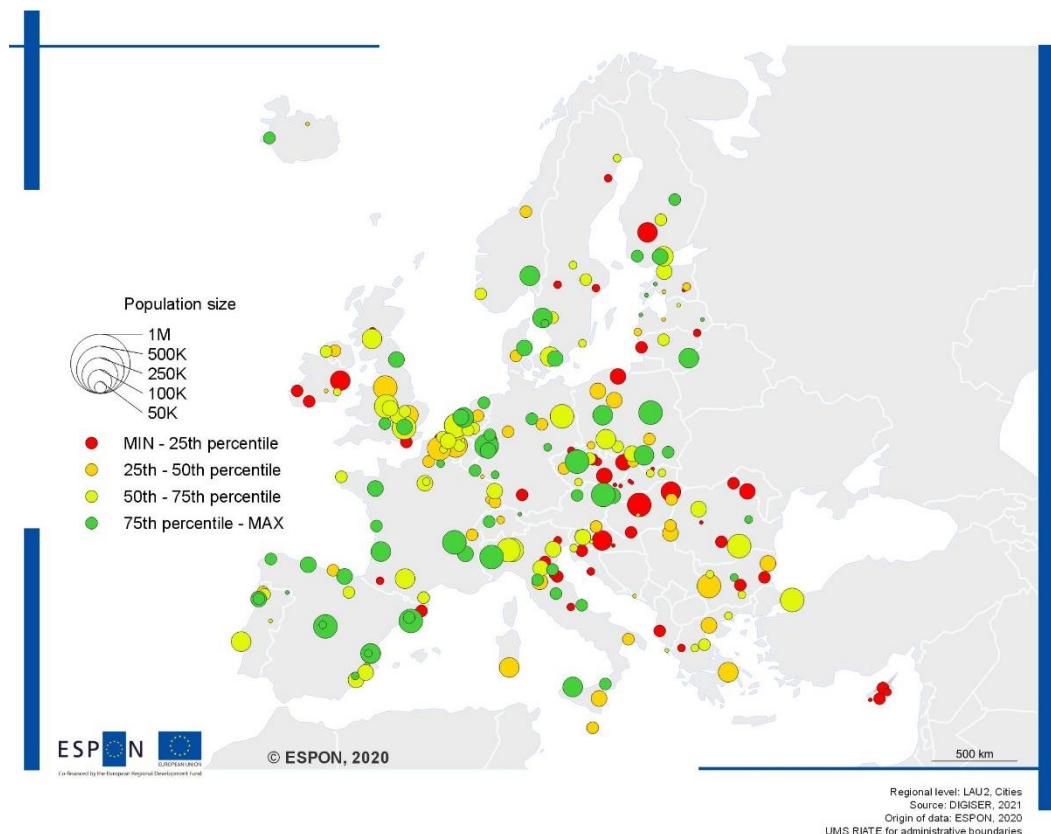 Population size
1M
500K
250K
100K
50K
MIN - 25th percentile
25th - 50th percentile
50th - 75th percentile
75th percentile - MAX
ESPON
EUROPEAN UNION
Co-financed by the European Regional Development Fund
© ESPON, 2020
500 km
Regional level: LAU2, Cities
Source: DIGISER, 2021
Origin of data: ESPON, 2020
UMS RIATE for administrative boundaries